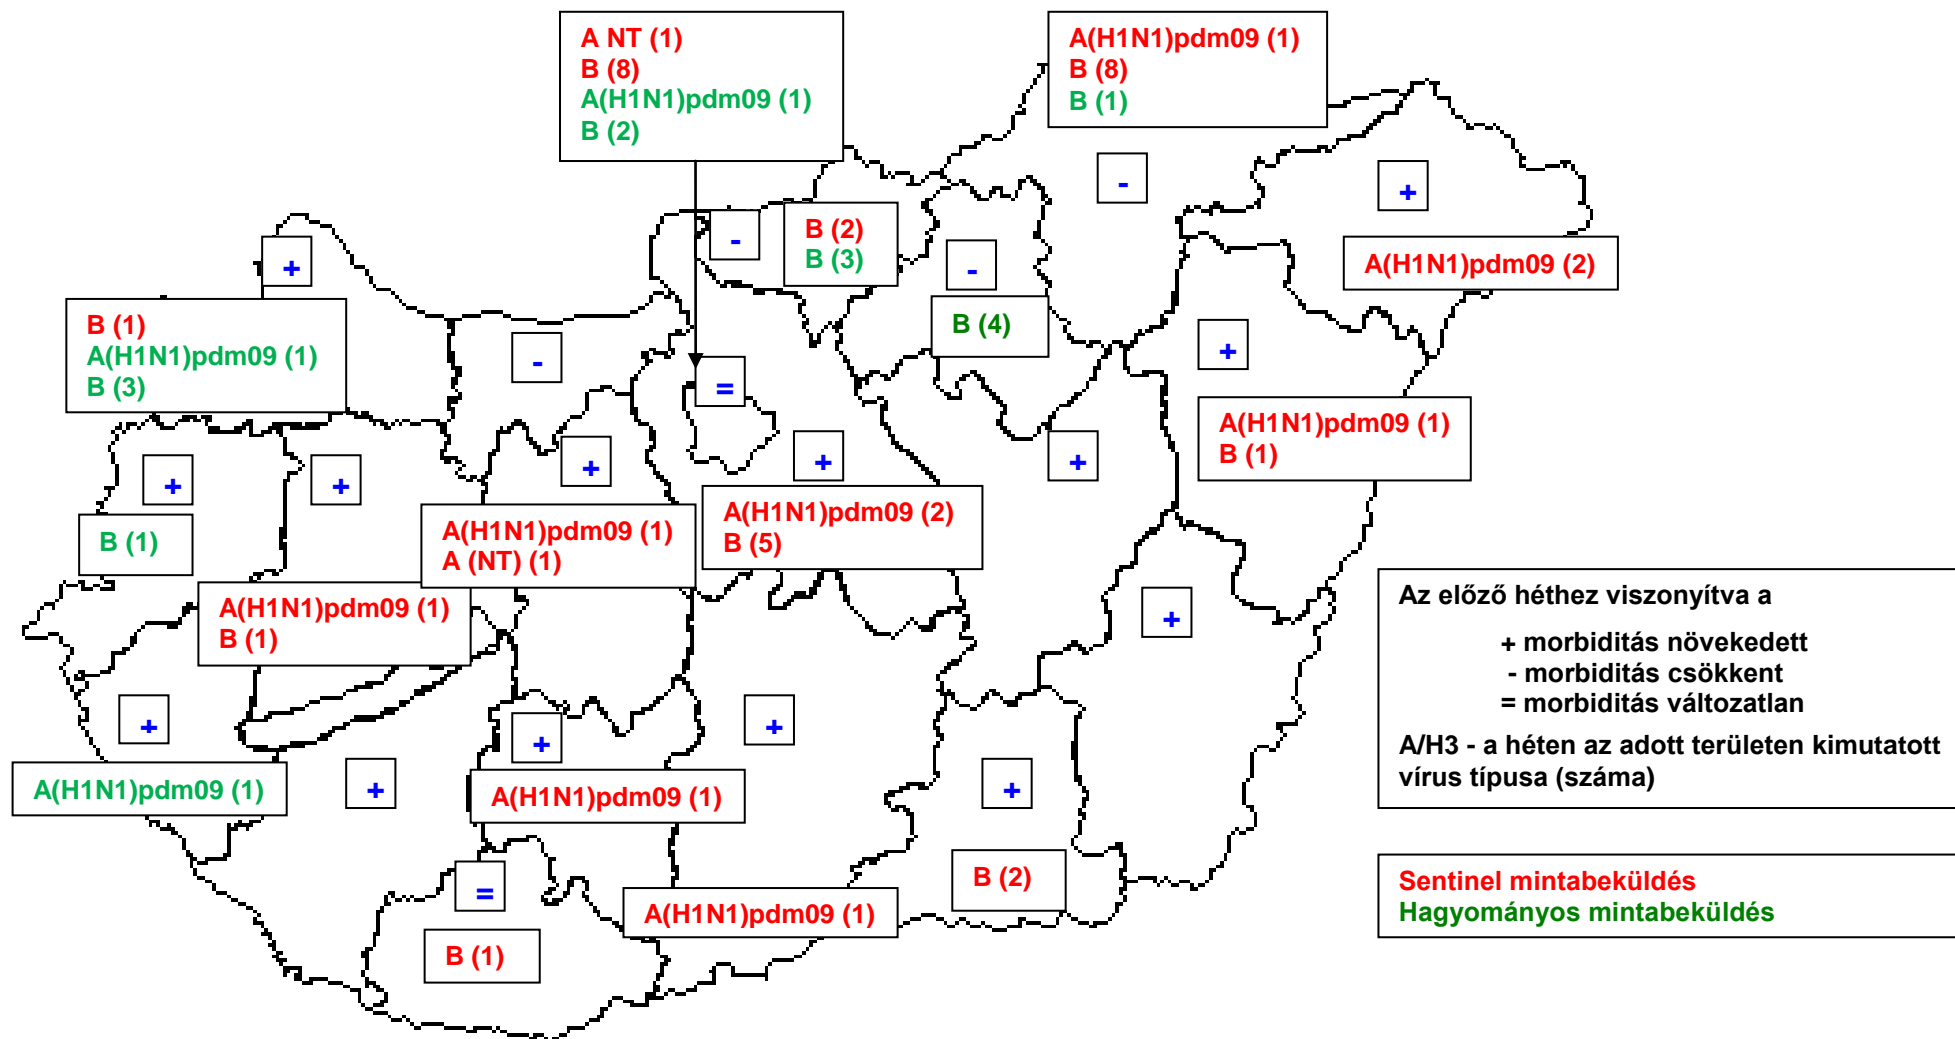 A NT (1)
B (8)
A(H1N1)pdm09 (1)
B (2)
A(H1N1)pdm09 (1)
B (8)
B (1)
-
+
-
B (2)
B (3)
-
A(H1N1)pdm09 (2)
+
B (1)
A(H1N1)pdm09 (1)
B (3)
-
=
B (4)
+
A(H1N1)pdm09 (1)
B (1)
+
+
+
+
+
B (1)
A(H1N1)pdm09 (1)
A (NT) (1)
A(H1N1)pdm09 (2)
B (5)
A(H1N1)pdm09 (1)
B (1)
+
+
+
+
A(H1N1)pdm09 (1)
+
A(H1N1)pdm09 (1)
+
=
A(H1N1)pdm09 (1)
B (2)
B (1)
Az előző héthez viszonyítva a
+ morbiditás növekedett
- morbiditás csökkent
= morbiditás változatlan
A/H3 - a héten az adott területen kimutatott
vírus típusa (száma)
Sentinel mintabeküldés
Hagyományos mintabeküldés